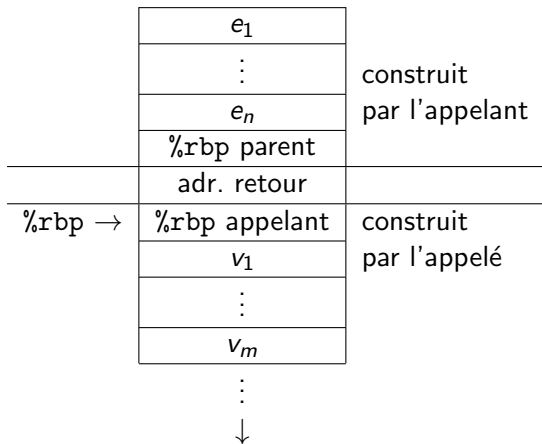 e₁
⋮
construit
eₙ
par l'appelant
%rbp parent
adr. retour
%rbp → %rbp appelant construit
v₁ par l'appelé
⋮
vₘ
⋮
↓